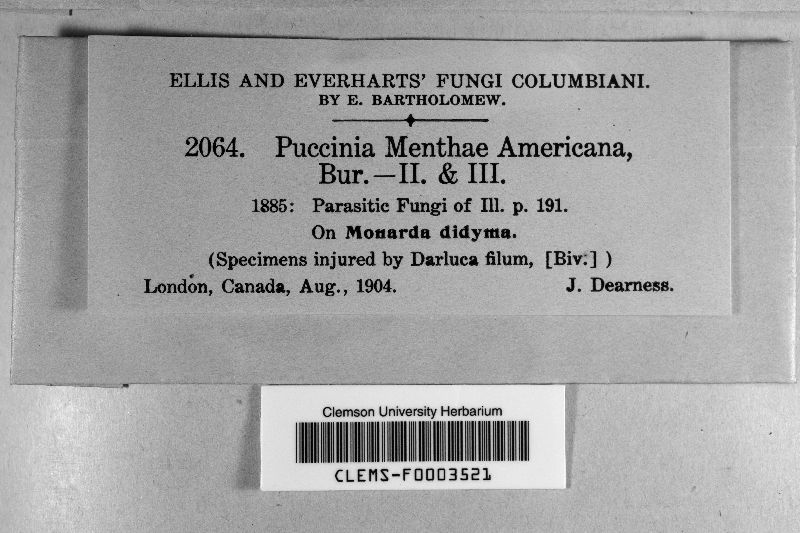 ELLIS AND EVERHARTS' FUNGI COLUMBIANI.
BY E. BARTHOLOMEW.
2064. Puccinia Menthae Americana,
Bur.—II. & III.
1885: Parasitic Fungi of Ill. p. 191.
On Monarda didyma.
(Specimens injured by Darluca filum, [Biv.] )
London, Canada, Aug., 1904. J. Dearness.
Clemson University Herbarium
CLEMS-F0003521